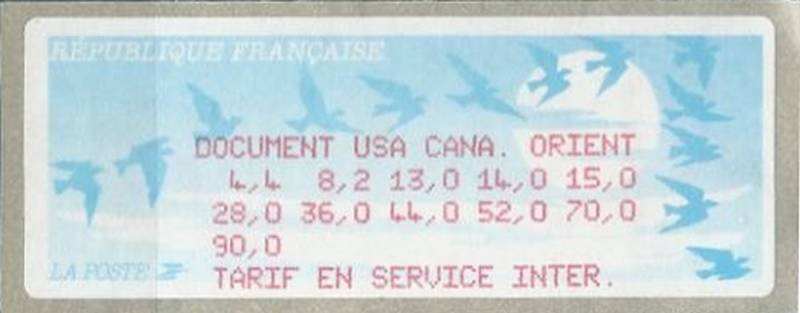 RÉPUBLIQUE FRANÇAISE
DOCUMENT USA CANA. ORIENT
4,4 8,2 13,0 14,0 15,0
28,0 36,0 44,0 52,0 70,0
90,0
LA POSTE
TARIF EN SERVICE INTER.